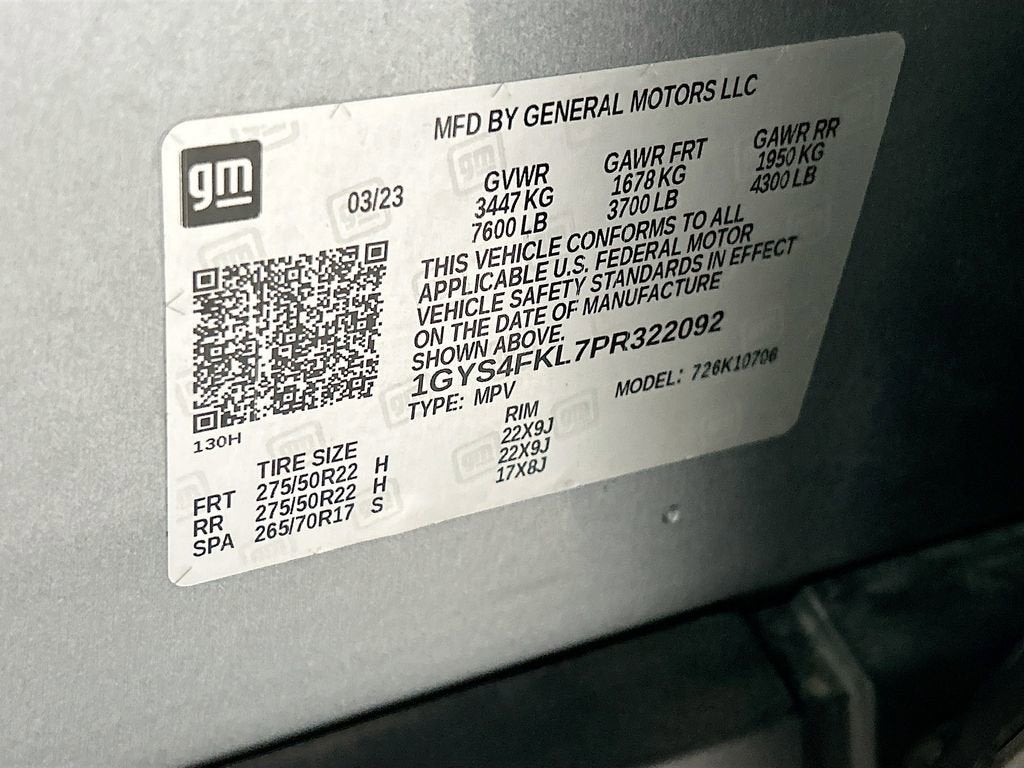 MFD BY GENERAL MOTORS LLC
gm
03/23
GVWR
3447 KG
7600 LB
GAWR FRT
1678 KG
3700 LB
GAWR RR
1950 KG
4300 LB
THIS VEHICLE CONFORMS TO ALL
APPLICABLE U.S. FEDERAL MOTOR
VEHICLE SAFETY STANDARDS IN EFFECT
ON THE DATE OF MANUFACTURE
SHOWN ABOVE.
1GYS4FKL7PR322092
TYPE: MPV
MODEL: 726K10706
130H
TIRE SIZE
RIM
FRT 275/50R22 H 22X9J
RR 275/50R22 H 22X9J
SPA 265/70R17 S 17X8J